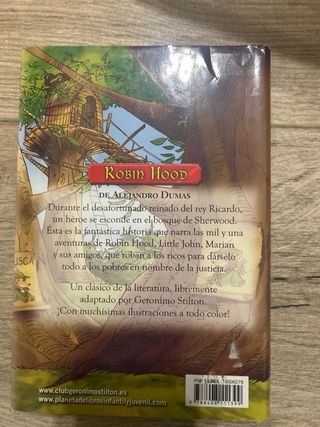 ROBIN HOOD
DE ALEJANDRO DUMAS
Durante el desafortunado reinado del rey Ricardo,
un héroe se esconde en el bosque de Sherwood.
Ésta es la fantástica historia que narra las mil y una
aventuras de Robin Hood, Little John, Marian
y sus amigos, que roban a los ricos para dárselo
todo a los pobres en nombre de la justicia.
Un clásico de la literatura, libremente
adaptado por Geronimo Stilton.
¡Con muchísimas ilustraciones a todo color!
www.clubgeronimostilton.es
www.planetadelibrosinfantilyjuvenil.com
PVP
10000279